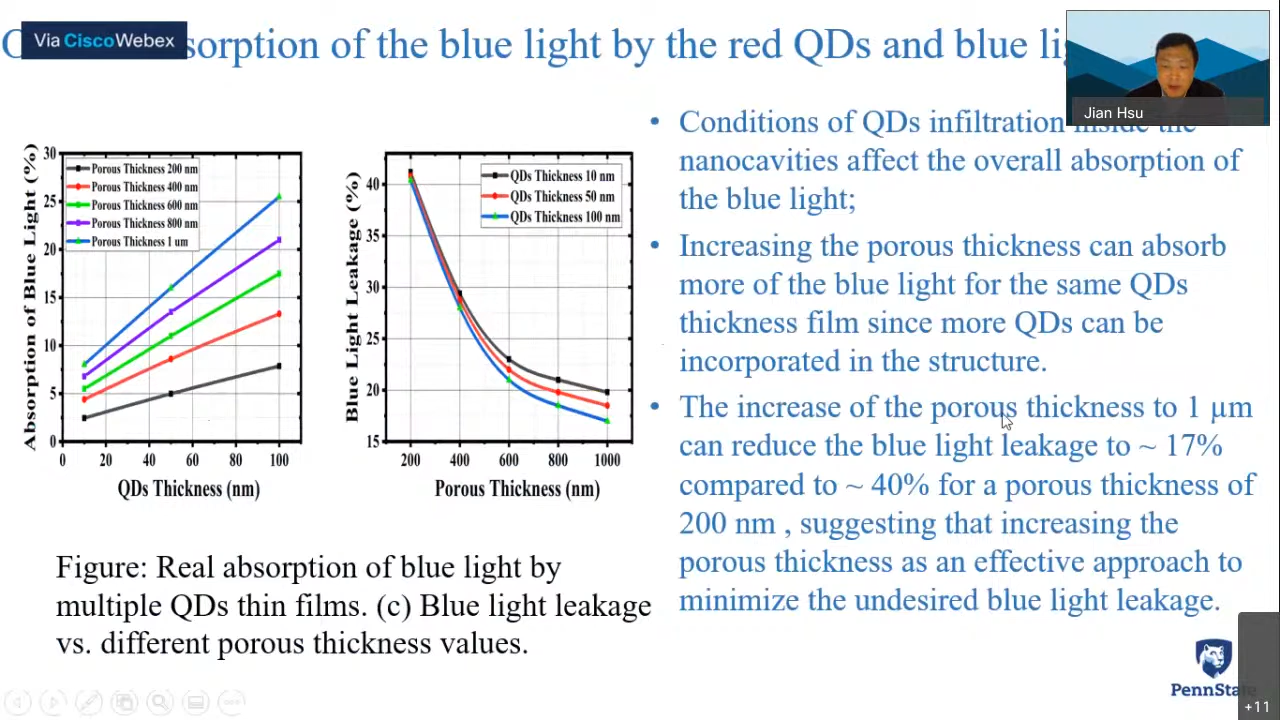 Via Cisco Webex
sorption of the blue light by the red QDs and blue
Jian Hsu
• Conditions of QDs infiltration inside the
nanocavities affect the overall absorption of
the blue light;
• Increasing the porous thickness can absorb
more of the blue light for the same QDs
thickness film since more QDs can be
incorporated in the structure.
• The increase of the porous thickness to 1 µm
can reduce the blue light leakage to ~ 17%
compared to ~ 40% for a porous thickness of
200 nm , suggesting that increasing the
porous thickness as an effective approach to
minimize the undesired blue light leakage.
Absorption of Blue Light (%)
30
25
20
15
10
5
0
Porous Thickness 200 nm
Porous Thickness 400 nm
Porous Thickness 600 nm
Porous Thickness 800 nm
Porous Thickness 1 um
0 20 40 60 80 100
QDs Thickness (nm)
Blue Light Leakage (%)
40
35
30
25
20
15
QDs Thickness 10 nm
QDs Thickness 50 nm
QDs Thickness 100 nm
200 400 600 800 1000
Porous Thickness (nm)
Figure: Real absorption of blue light by
multiple QDs thin films. (c) Blue light leakage
vs. different porous thickness values.
PennState
+11